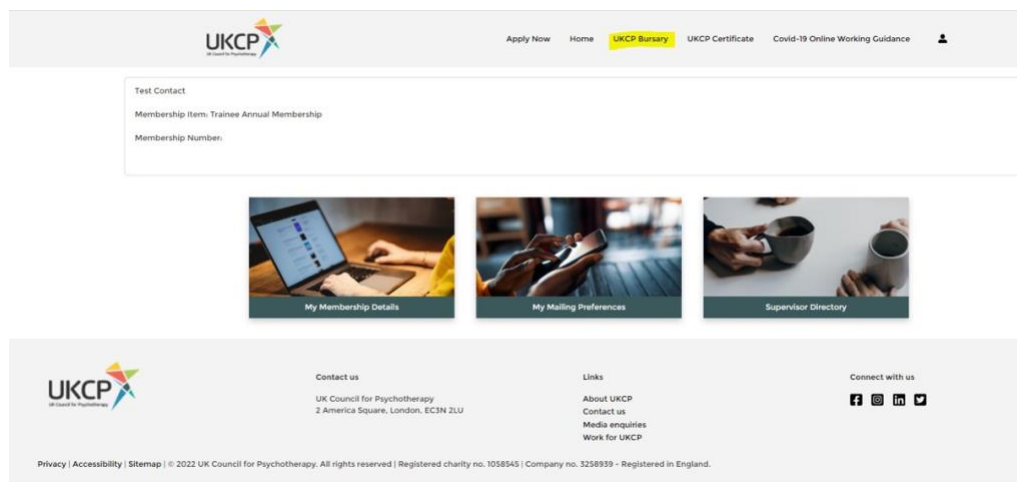 UKCP
UK Council for Psychotherapy
Apply Now Home UKCP Bursary UKCP Certificate Covid-19 Online Working Guidance
Test Contact
Membership Item: Trainee Annual Membership
Membership Number:
My Membership Details
My Mailing Preferences
Supervisor Directory
UKCP
UK Council for Psychotherapy
Contact us
UK Council for Psychotherapy
2 America Square, London, EC3N 2LU
Links
About UKCP
Contact us
Media enquiries
Work for UKCP
Connect with us
Privacy | Accessibility | Sitemap | © 2022 UK Council for Psychotherapy. All rights reserved | Registered charity no. 1058545 | Company no. 3258939 – Registered in England.